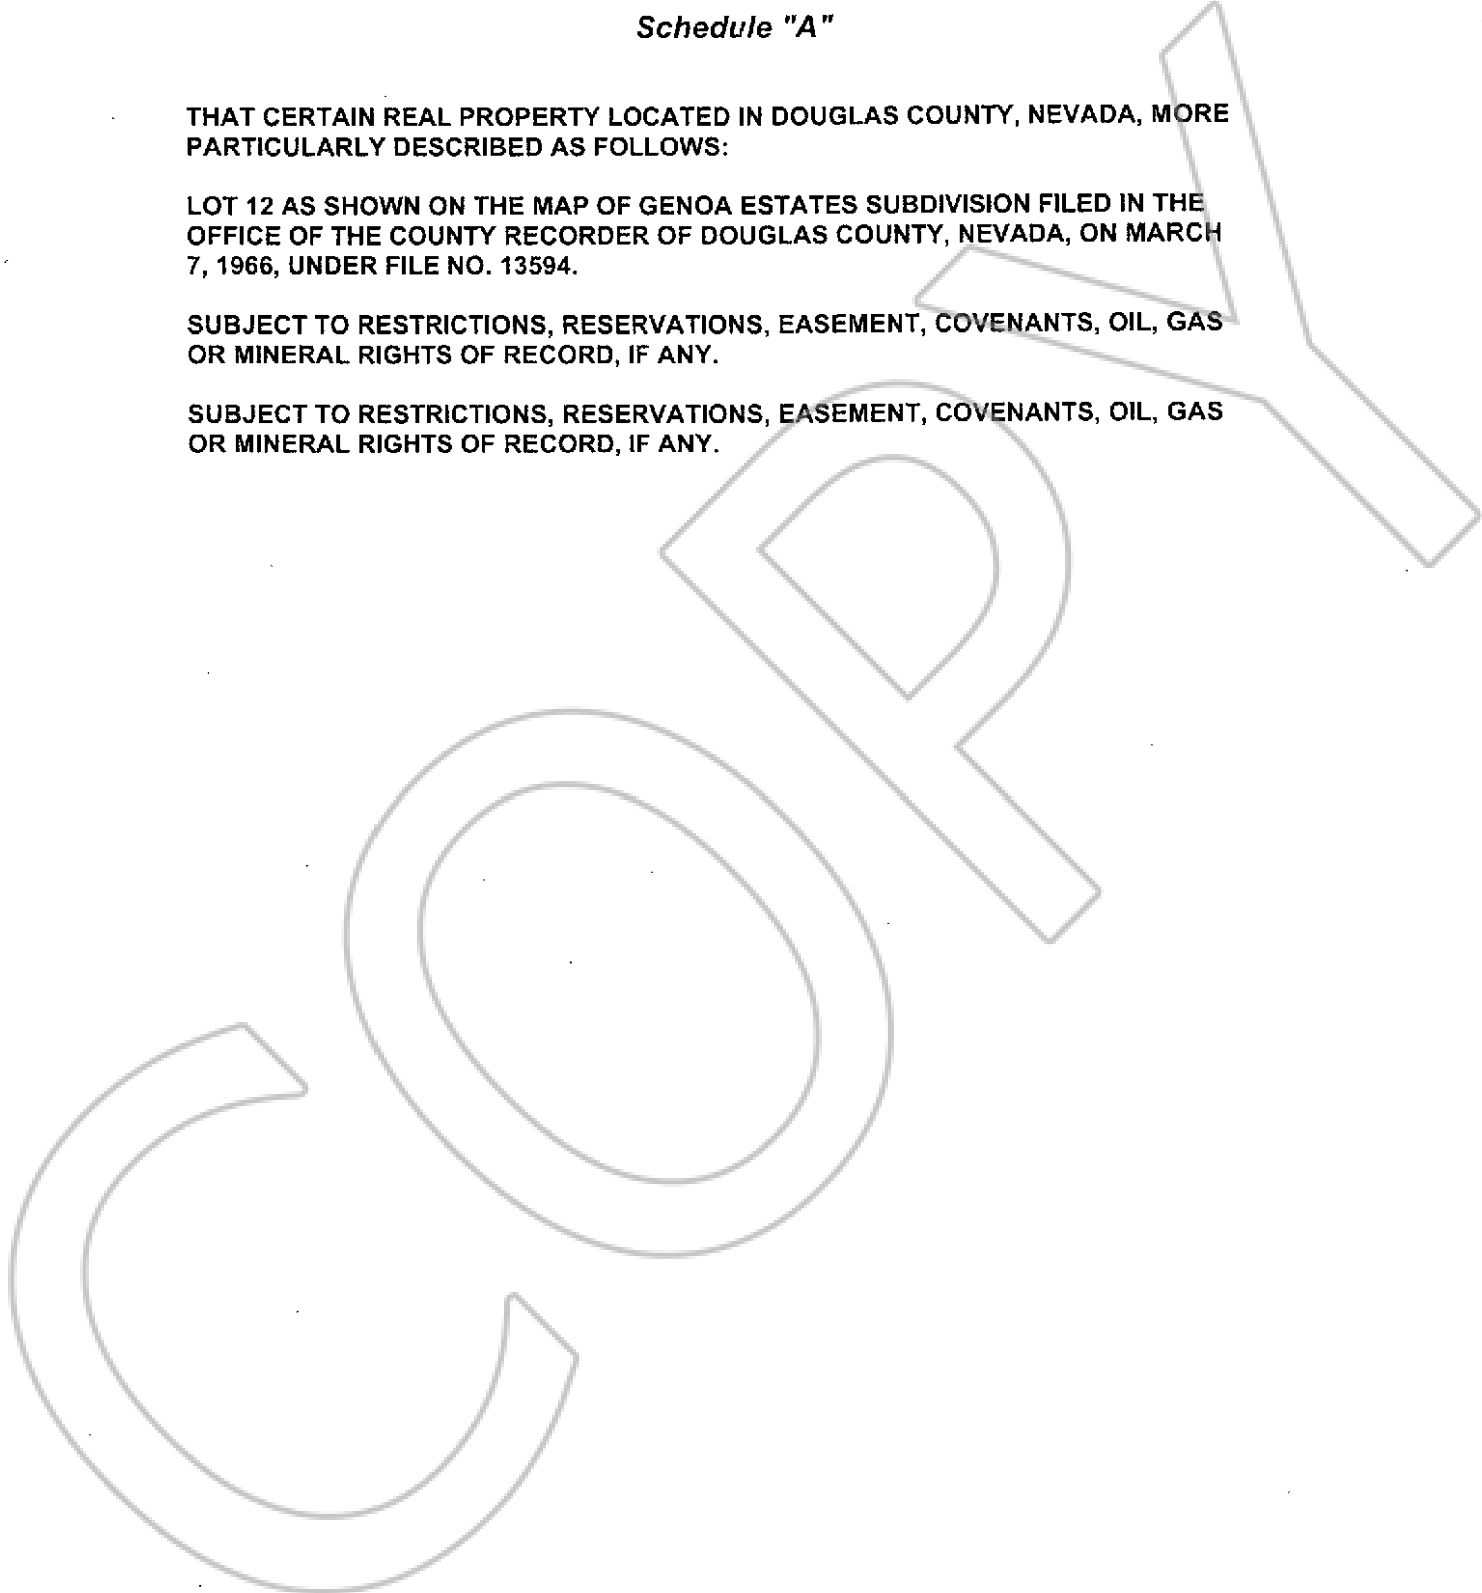 Schedule "A"
THAT CERTAIN REAL PROPERTY LOCATED IN DOUGLAS COUNTY, NEVADA, MORE
PARTICULARLY DESCRIBED AS FOLLOWS:
LOT 12 AS SHOWN ON THE MAP OF GENOA ESTATES SUBDIVISION FILED IN THE
OFFICE OF THE COUNTY RECORDER OF DOUGLAS COUNTY, NEVADA, ON MARCH
7, 1966, UNDER FILE NO. 13594.
SUBJECT TO RESTRICTIONS, RESERVATIONS, EASEMENT, COVENANTS, OIL, GAS
OR MINERAL RIGHTS OF RECORD, IF ANY.
SUBJECT TO RESTRICTIONS, RESERVATIONS, EASEMENT, COVENANTS, OIL, GAS
OR MINERAL RIGHTS OF RECORD, IF ANY.
COPY